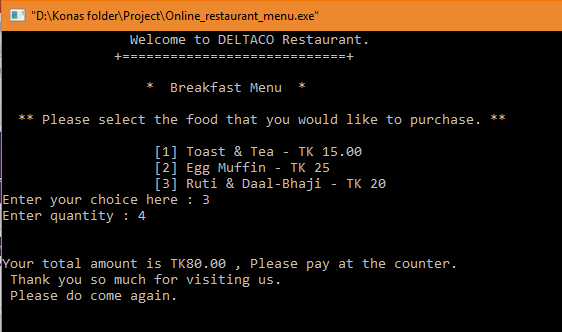 "D:\Konas folder\Project\Online_restaurant_menu.exe"
Welcome to DELTACO Restaurant.
+============================+
* Breakfast Menu *
** Please select the food that you would like to purchase. **
[1] Toast & Tea - TK 15.00
[2] Egg Muffin - TK 25
[3] Ruti & Daal-Bhaji - TK 20
Enter your choice here : 3
Enter quantity : 4
Your total amount is TK80.00 , Please pay at the counter.
Thank you so much for visiting us.
Please do come again.